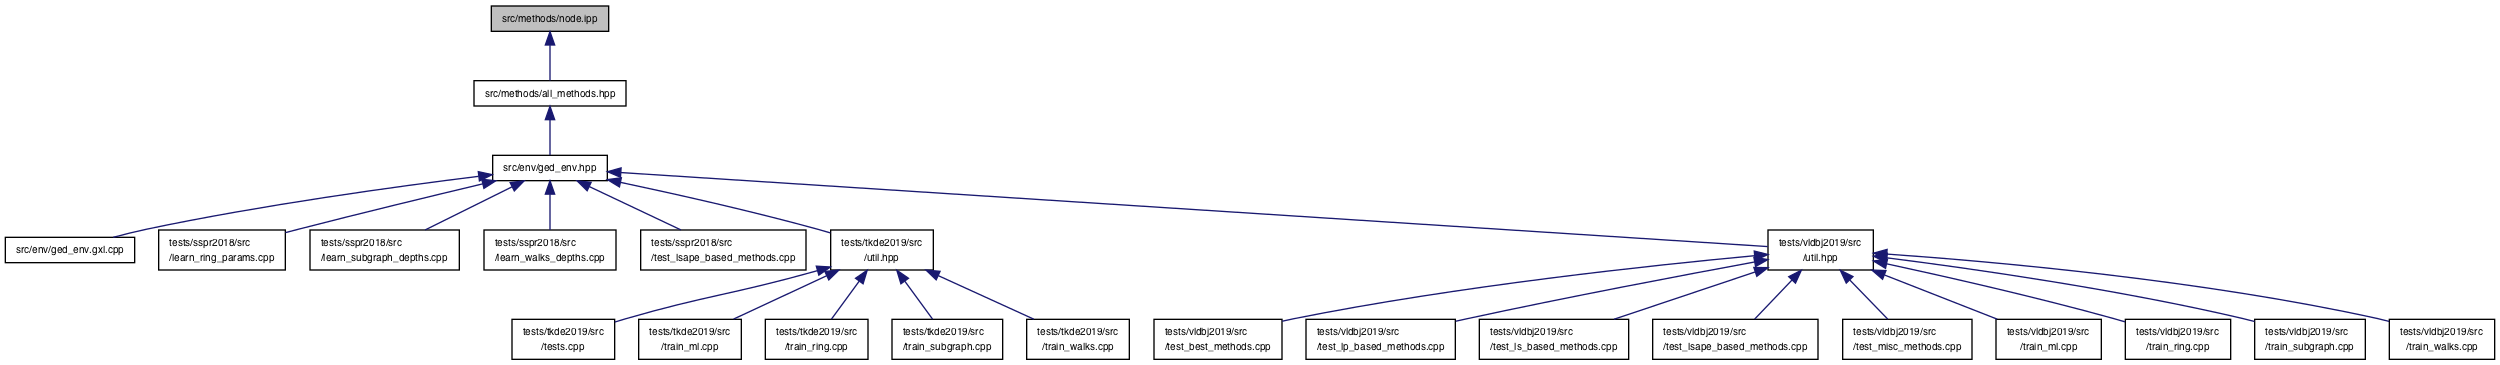 src/methods/node.ipp
src/methods/all_methods.hpp
src/env/ged_env.hpp
src/env/ged_env.gxl.cpp
tests/sspr2018/src
/learn_ring_params.cpp
tests/sspr2018/src
/learn_subgraph_depths.cpp
tests/sspr2018/src
/learn_walks_depths.cpp
tests/sspr2018/src
/test_lsape_based_methods.cpp
tests/tkde2019/src
/util.hpp
tests/vldbj2019/src
/util.hpp
tests/tkde2019/src
/tests.cpp
tests/tkde2019/src
/train_ml.cpp
tests/tkde2019/src
/train_ring.cpp
tests/tkde2019/src
/train_subgraph.cpp
tests/tkde2019/src
/train_walks.cpp
tests/vldbj2019/src
/test_best_methods.cpp
tests/vldbj2019/src
/test_lp_based_methods.cpp
tests/vldbj2019/src
/test_ls_based_methods.cpp
tests/vldbj2019/src
/test_lsape_based_methods.cpp
tests/vldbj2019/src
/test_misc_methods.cpp
tests/vldbj2019/src
/train_ml.cpp
tests/vldbj2019/src
/train_ring.cpp
tests/vldbj2019/src
/train_subgraph.cpp
tests/vldbj2019/src
/train_walks.cpp